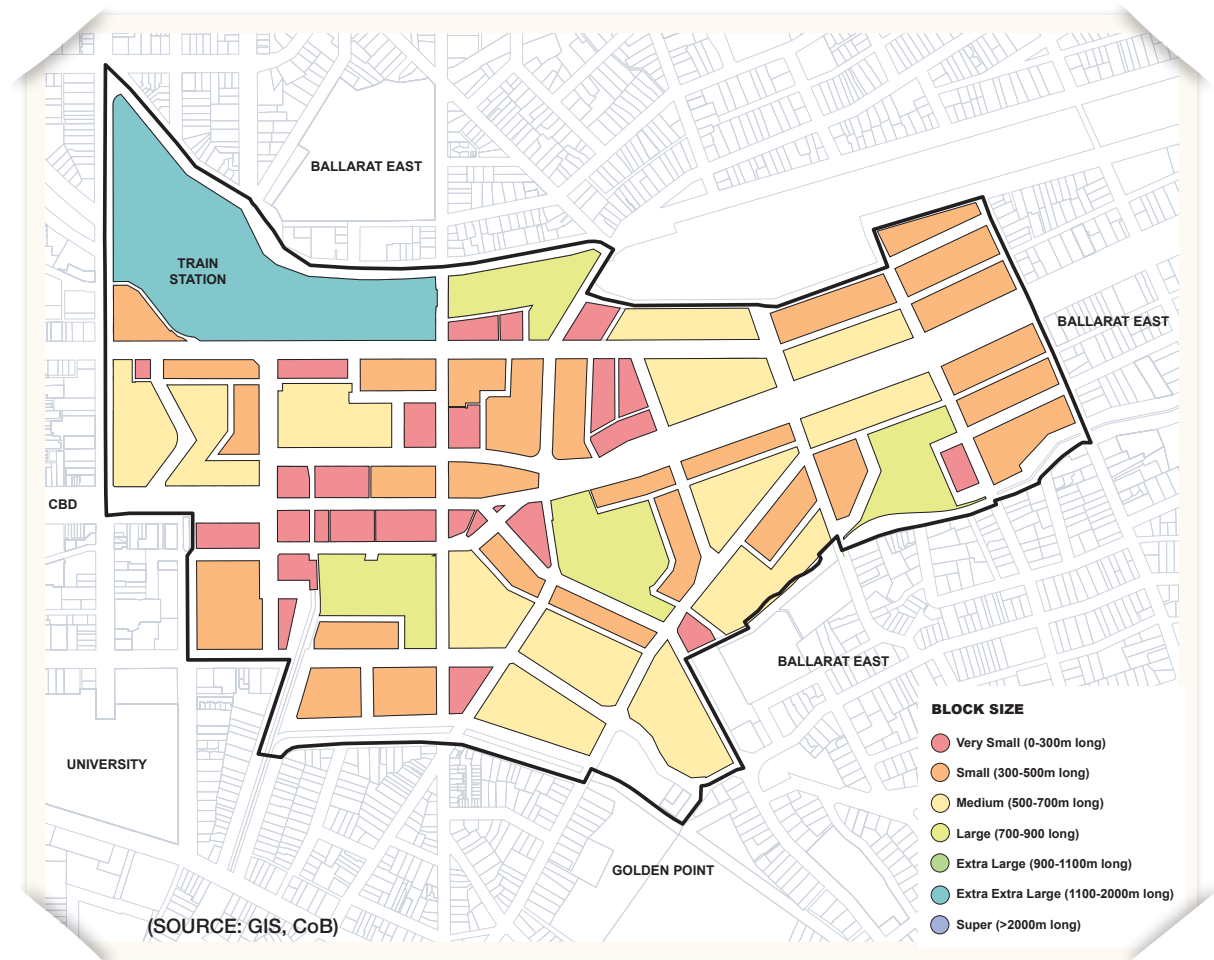 BALLARAT EAST
TRAIN
STATION
BALLARAT EAST
CBD
BALLARAT EAST
UNIVERSITY
GOLDEN POINT
BLOCK SIZE
Very Small (0-300m long)
Small (300-500m long)
Medium (500-700m long)
Large (700-900 long)
Extra Large (900-1100m long)
Extra Extra Large (1100-2000m long)
Super (>2000m long)
(SOURCE: GIS, CoB)